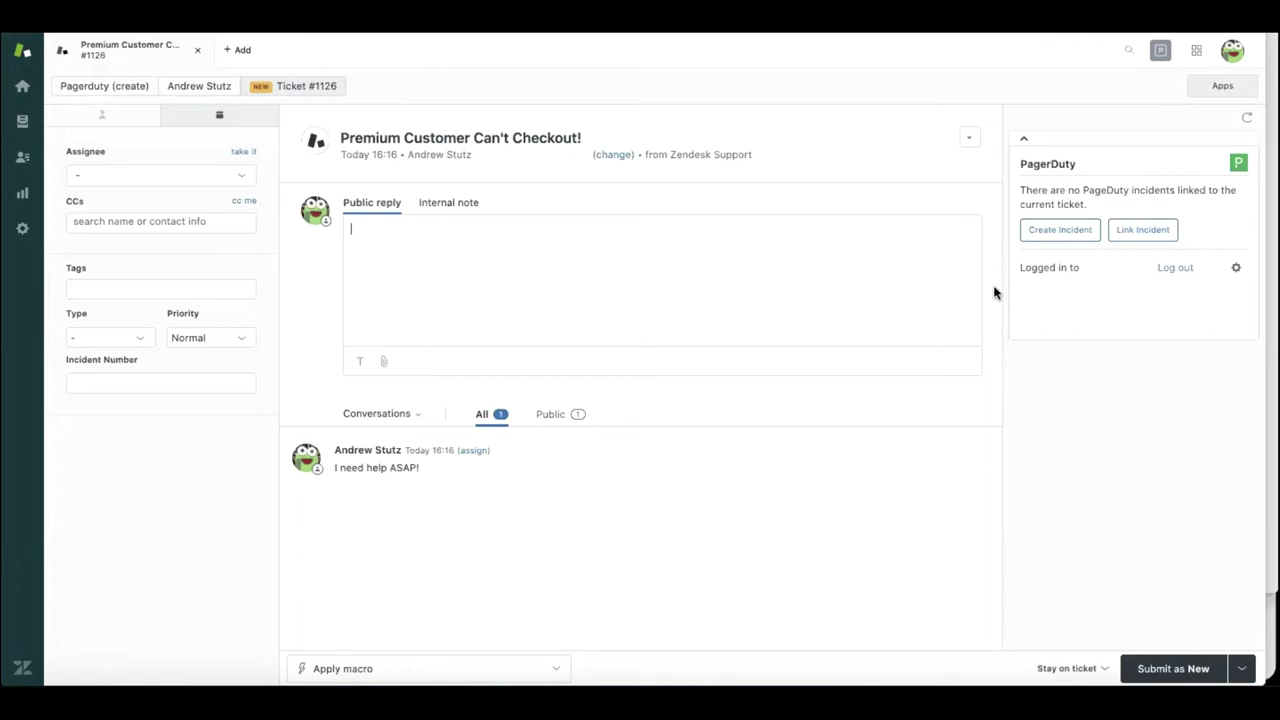 Premium Customer C...
#1126
+ Add
P
Pagerduty (create)
Andrew Stutz
NEW Ticket #1126
Apps
Assignee
take it
-
CCs
cc me
search name or contact info
Tags
Type
Priority
-
Normal
Incident Number
Premium Customer Can't Checkout!
Today 16:16 • Andrew Stutz
(change) • from Zendesk Support
Public reply
Internal note
T
Conversations
All 1
Public 1
Andrew Stutz Today 16:16 (assign)
I need help ASAP!
Apply macro
Stay on ticket
Submit as New
PagerDuty
P
There are no PageDuty incidents linked to the
current ticket.
Create Incident
Link Incident
Logged in to
Log out